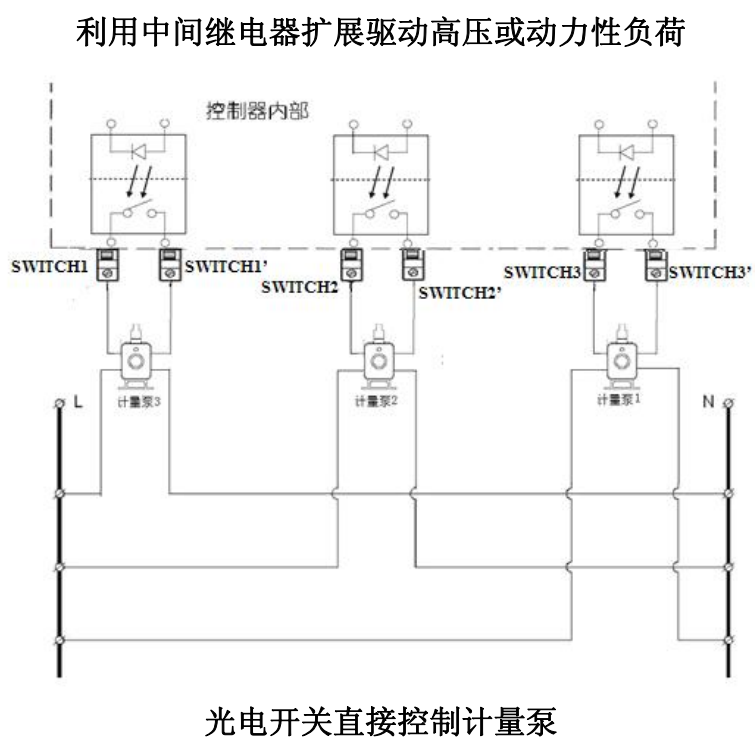 利用中间继电器扩展驱动高压或动力性负荷
控制器内部
SWITCH1 SWITCH1’ SWITCH2 SWITCH2’ SWITCH3 SWITCH3’
L 计量泵3 计量泵2 计量泵1 N
光电开关直接控制计量泵